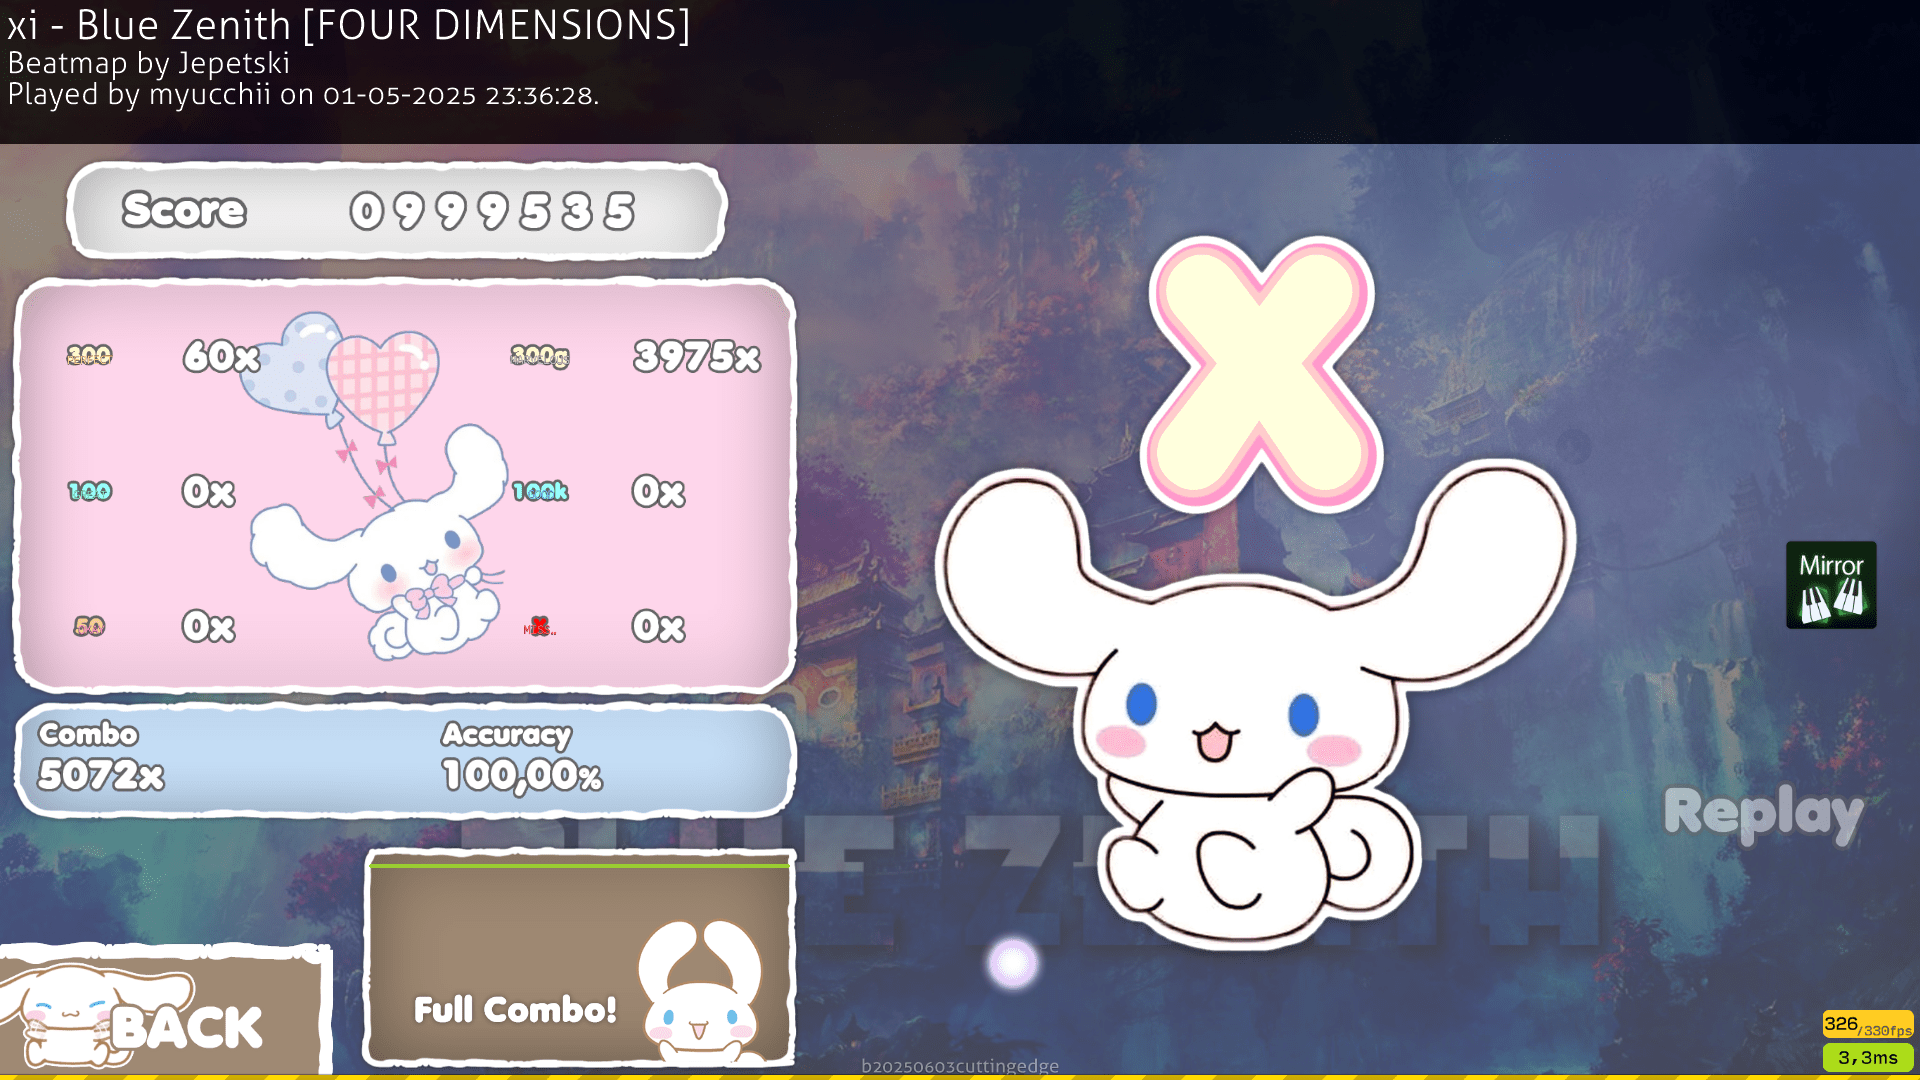 xi - Blue Zenith [FOUR DIMENSIONS]
Beatmap by Jepetski
Played by myucchii on 01-05-2025 23:36:28.
Score 0999535
300 60x 300g 3975x
100 0x 100k 0x
50 0x 0x
Combo Accuracy
5072x 100,00%
Mirror
Replay
BLUE ZENITH
Full Combo!
BACK
326/330fps
3,3ms
b20250603cuttingedge